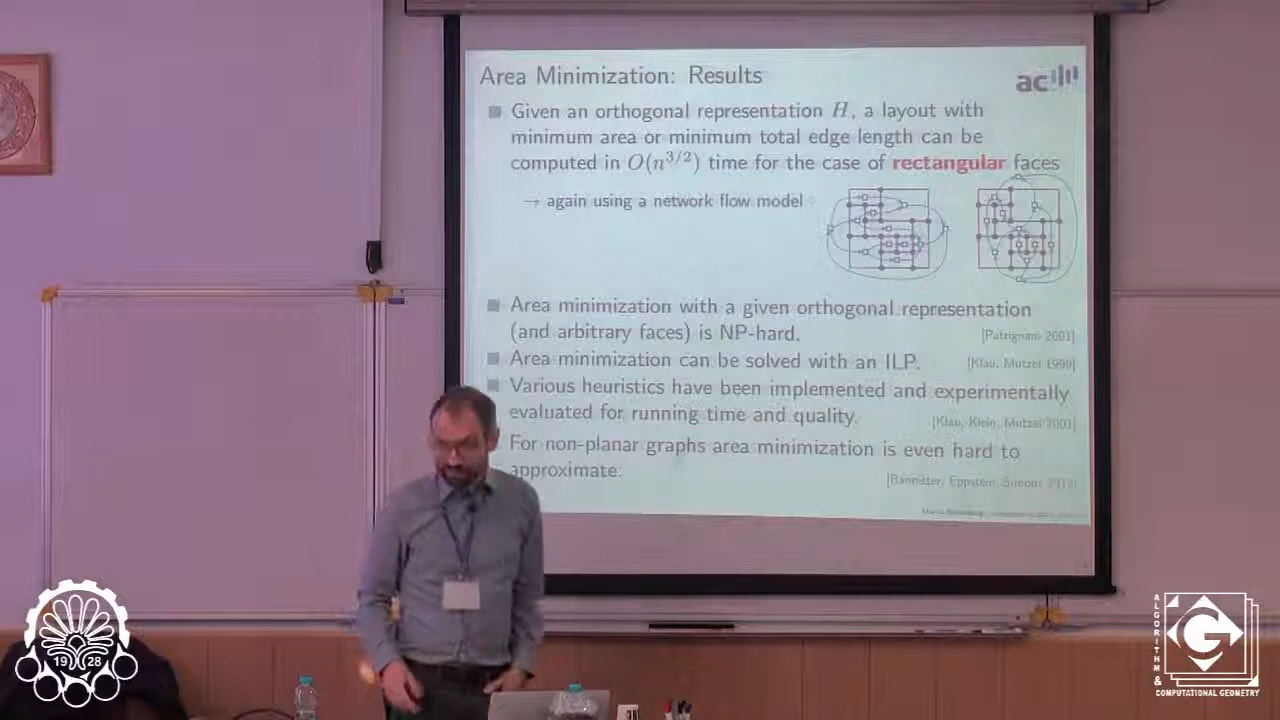 Area Minimization: Results
ac
Given an orthogonal representation H, a layout with
minimum area or minimum total edge length can be
computed in O(n^{3/2}) time for the case of rectangular faces
→ again using a network flow model
Area minimization with a given orthogonal representation
(and arbitrary faces) is NP-hard.
[Patrignani 2001]
Area minimization can be solved with an ILP.
[Klau, Mutzel 1999]
Various heuristics have been implemented and experimentally
evaluated for running time and quality.
[Klau, Klein, Mutzel 2001]
For non-planar graphs area minimization is even hard to
approximate.
[Bannister, Eppstein, Simons 2012]
19 28
ALGORITHM &
G
COMPUTATIONAL GEOMETRY